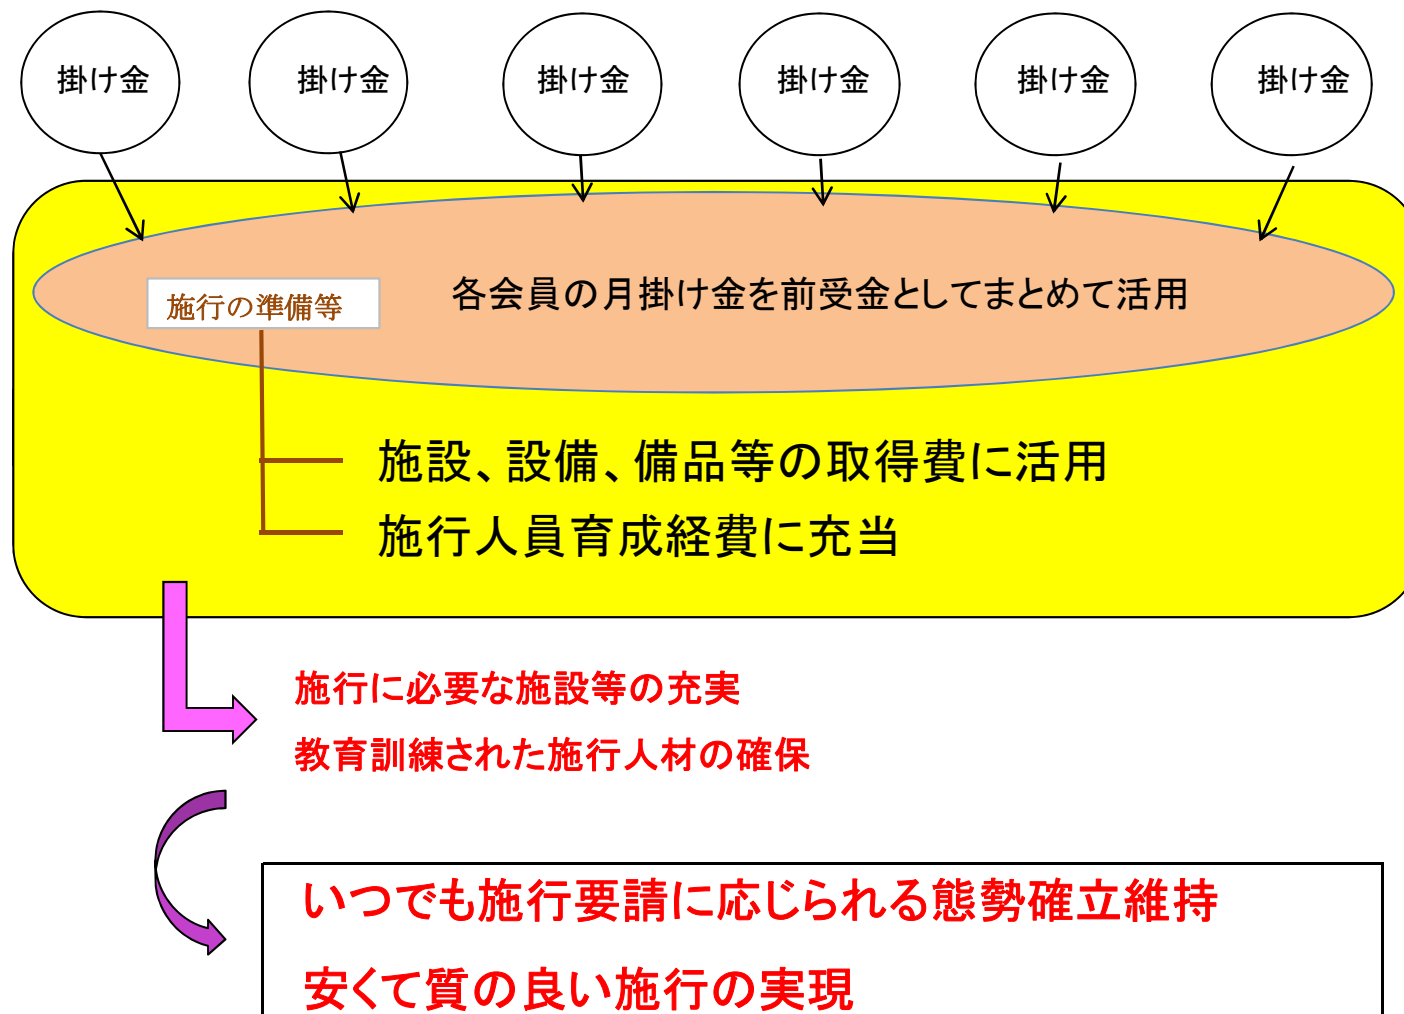 掛け金
掛け金
掛け金
掛け金
掛け金
掛け金
各会員の月掛け金を前受金としてまとめて活用
施行の準備等
施設、設備、備品等の取得費に活用
施行人員育成経費に充当
施行に必要な施設等の充実
教育訓練された施行人材の確保
いつでも施行要請に応じられる態勢確立維持
安くて質の良い施行の実現